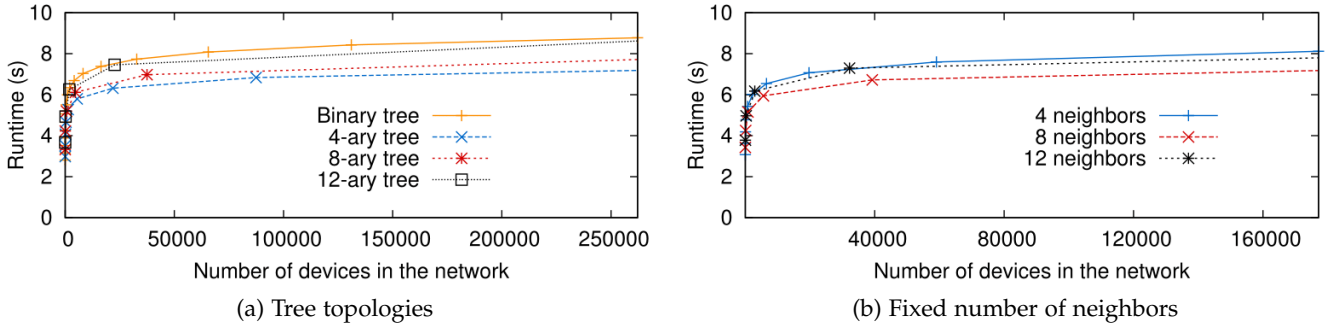 10
8
6
4
2
0
Runtime (s)
Binary tree
4-ary tree
8-ary tree
12-ary tree
0 50000 100000 150000 200000 250000
Number of devices in the network
(a) Tree topologies
10
8
6
4
2
0
Runtime (s)
4 neighbors
8 neighbors
12 neighbors
40000 80000 120000 160000
Number of devices in the network
(b) Fixed number of neighbors